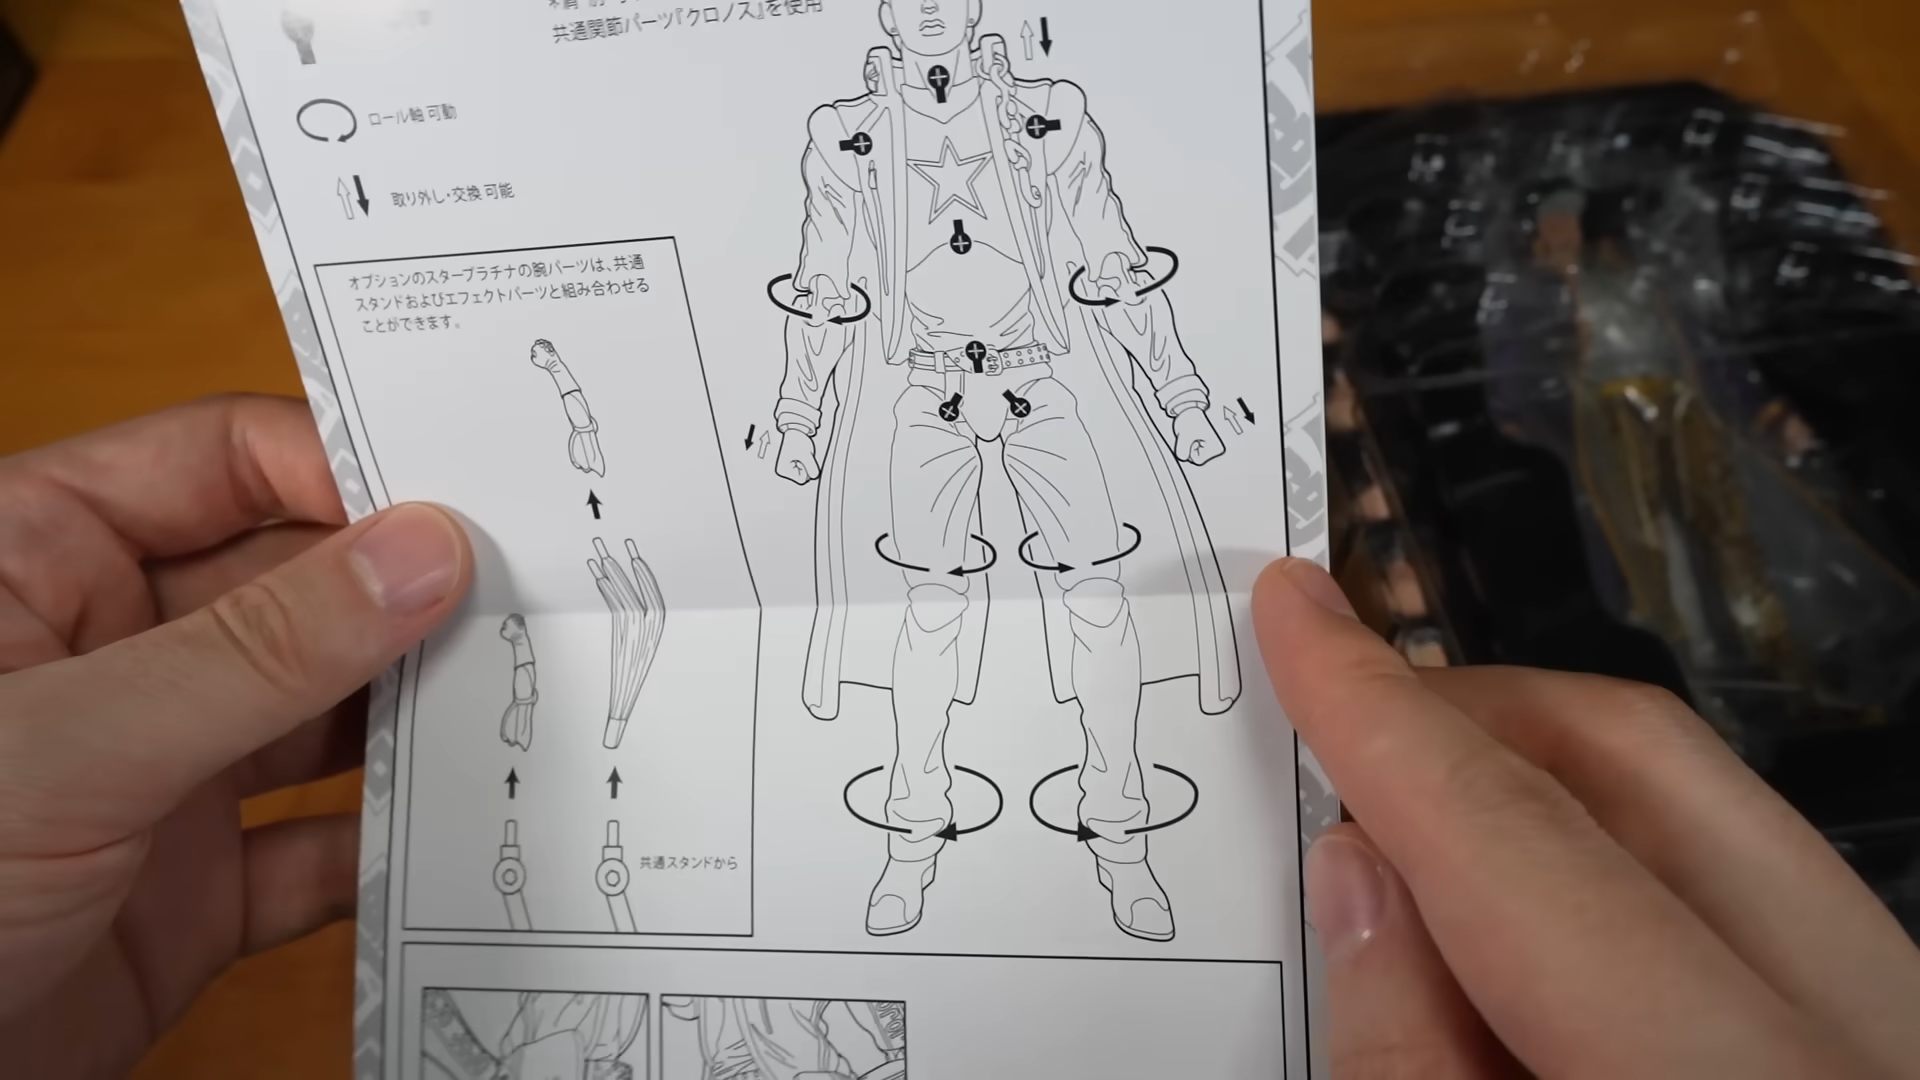 共通関節パーツ『クロノス』を使用
ロール軸 可動
取り外し・交換 可能
オプションのスタープラチナの腕パーツは、共通
スタンドおよびエフェクトパーツと組み合わせる
ことができます。
共通スタンドから